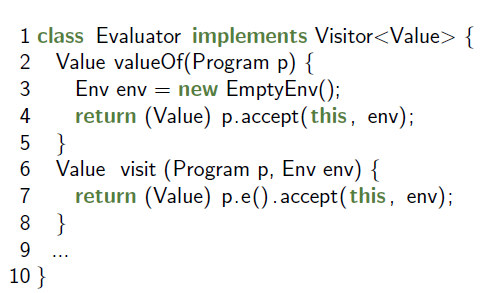 1 class Evaluator implements Visitor<Value> {
2 Value valueOf(Program p) {
3 Env env = new EmptyEnv();
4 return (Value) p.accept(this, env);
5 }
6 Value visit (Program p, Env env) {
7 return (Value) p.e().accept(this, env);
8 }
9 ...
10 }